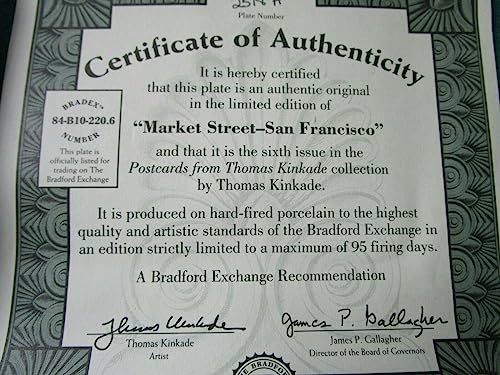 Plate Number
Certificate of Authenticity
BRADEX™
84-B10-220.6
NUMBER
This plate is
officially listed for
trading on The
Bradford Exchange
It is hereby certified
that this plate is an authentic original
in the limited edition of
"Market Street–San Francisco"
and that it is the sixth issue in the
Postcards from Thomas Kinkade collection
by Thomas Kinkade.
It is produced on hard-fired porcelain to the highest
quality and artistic standards of the Bradford Exchange in
an edition strictly limited to a maximum of 95 firing days.
A Bradford Exchange Recommendation
Thomas Kinkade
Thomas Kinkade
Artist
James P. Gallagher
James P. Gallagher
Director of the Board of Governors